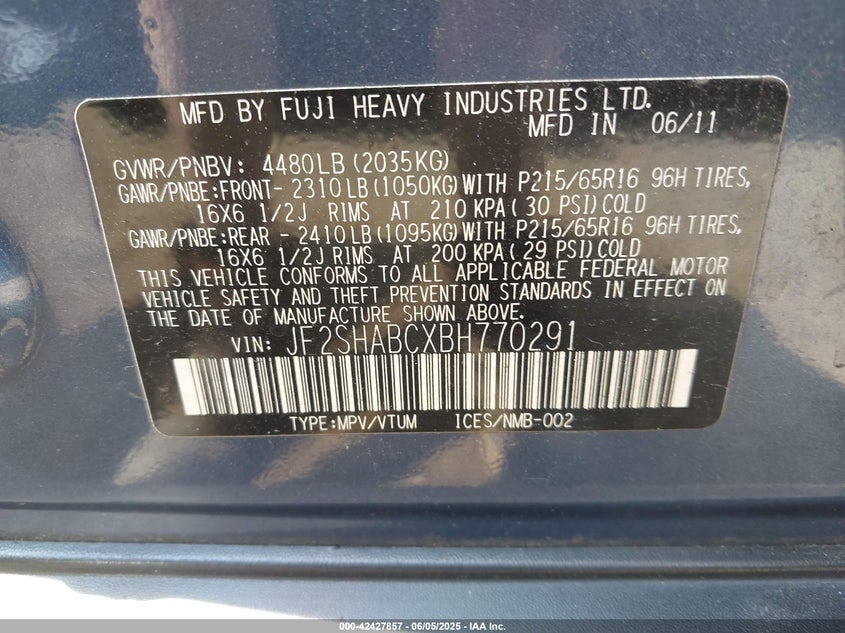 MFD BY FUJI HEAVY INDUSTRIES LTD.
MFD IN 06/11
GVWR/PNBV: 4480LB (2035KG)
GAWR/PNBE:FRONT- 2310LB(1050KG)WITH P215/65R16 96H TIRES,
16X6 1/2J RIMS AT 210 KPA( 30 PSI)COLD
GAWR/PNBE:REAR - 2410LB(1095KG)WITH P215/65R16 96H TIRES,
16X6 1/2J RIMS AT 200 KPA( 29 PSI)COLD
THIS VEHICLE CONFORMS TO ALL APPLICABLE FEDERAL MOTOR
VEHICLE SAFETY AND THEFT PREVENTION STANDARDS IN EFFECT ON
THE DATE OF MANUFACTURE SHOWN ABOVE.
VIN: JF2SHABCXBH770291
TYPE:MPV/VTUM ICES/NMB-002
000-42427857 - 06/05/2025 - IAA Inc.